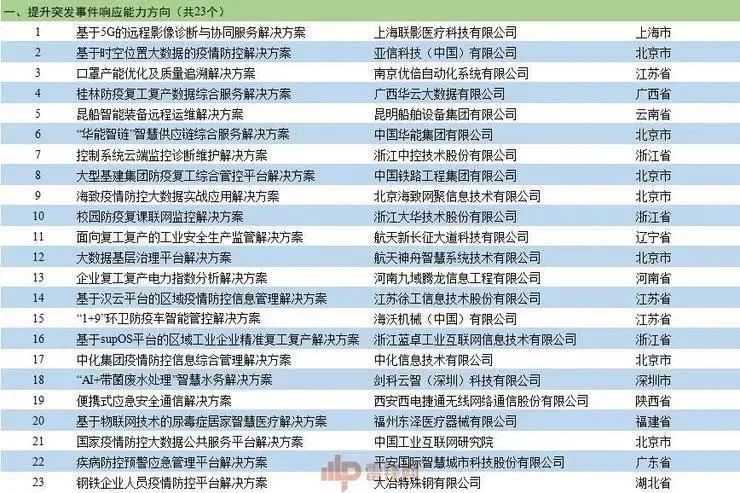 一、提升突发事件响应能力方向（共23个）
1 基于5G的远程影像诊断与协同服务解决方案 上海联影医疗科技有限公司 上海市
2 基于时空位置大数据的疫情防控解决方案 亚信科技（中国）有限公司 北京市
3 口罩产能优化及质量追溯解决方案 南京优倍自动化系统有限公司 江苏省
4 桂林防疫复工复产数据综合服务解决方案 广西华云大数据有限公司 广西省
5 昆船智能装备远程运维解决方案 昆明船舶设备集团有限公司 云南省
6 “华能智链”智慧供应链综合服务解决方案 中国华能集团有限公司 北京市
7 控制系统云端监控诊断维护解决方案 浙江中控技术股份有限公司 浙江省
8 大型基建集团防疫复工综合管控平台解决方案 中国铁路工程集团有限公司 北京市
9 海致疫情防控大数据实战应用解决方案 北京海致网聚信息技术有限公司 北京市
10 校园防疫复课联网监控解决方案 浙江大华技术股份有限公司 浙江省
11 面向复工复产的工业安全生产监管解决方案 航天新长征大道科技有限公司 辽宁省
12 大数据基层治理平台解决方案 航天神舟智慧系统技术有限公司 北京市
13 企业复工复产电力指数分析解决方案 河南九域腾龙信息工程有限公司 河南省
14 基于汉云平台的区域疫情防控信息管理解决方案 江苏徐工信息技术股份有限公司 江苏省
15 “1+9”环卫防疫车智能管控解决方案 海沃机械（中国）有限公司 江苏省
16 基于supOS平台的区域工业企业精准复工复产解决方案 浙江蓝卓工业互联网信息技术有限公司 浙江省
17 中化集团疫情防控信息综合管理解决方案 中化信息技术有限公司 北京市
18 “AI+带菌废水处理”智慧水务解决方案 剑科云智（深圳）科技有限公司 深圳市
19 便携式应急安全通信解决方案 西安西电捷通无线网络通信股份有限公司 陕西省
20 基于物联网技术的尿毒症居家智慧医疗解决方案 福州东泽医疗器械有限公司 福建省
21 国家疫情防控大数据公共服务平台解决方案 中国工业互联网研究院 北京市
22 疾病防控预警应急管理平台解决方案 平安国际智慧城市科技股份有限公司 广东省
23 钢铁企业人员疫情防控解决方案 大冶特殊钢有限公司 湖北省
雷锋网